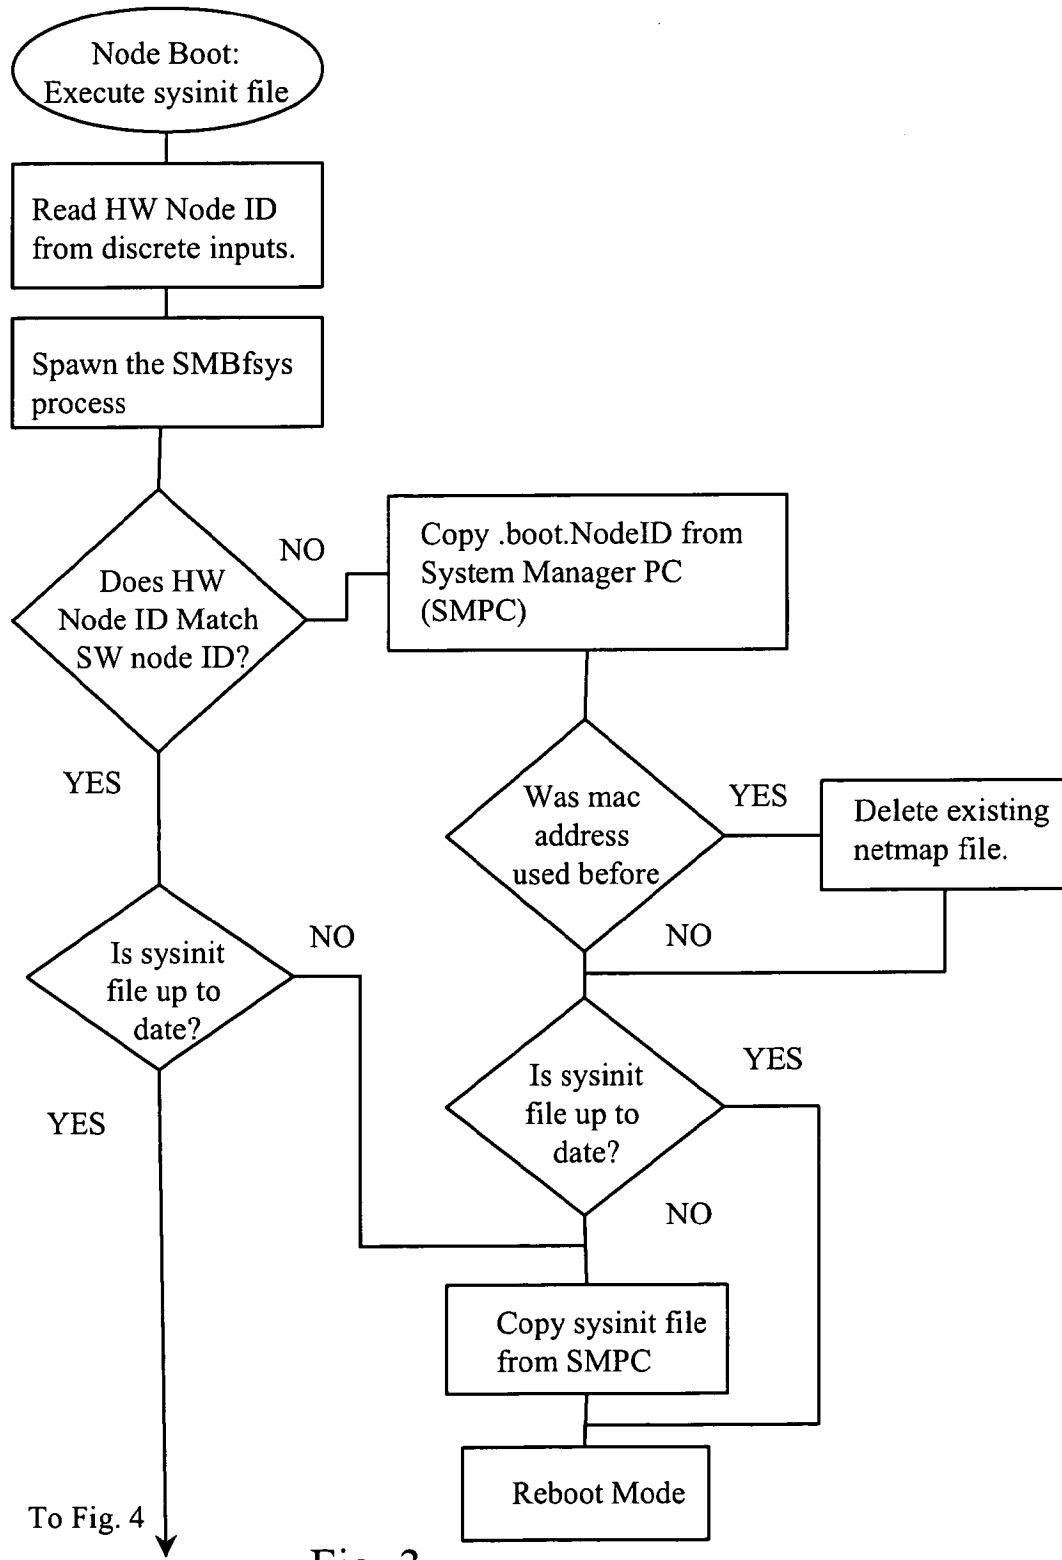 Node Boot:
Execute sysinit file
Read HW Node ID
from discrete inputs.
Spawn the SMBfsys
process
Does HW
Node ID Match
SW node ID?
NO
Copy .boot.NodeID from
System Manager PC
(SMPC)
YES
Was mac
address
used before
YES
Delete existing
netmap file.
NO
Is sysinit
file up to
date?
NO
YES
Is sysinit
file up to
date?
YES
NO
Copy sysinit file
from SMPC
Reboot Mode
To Fig. 4